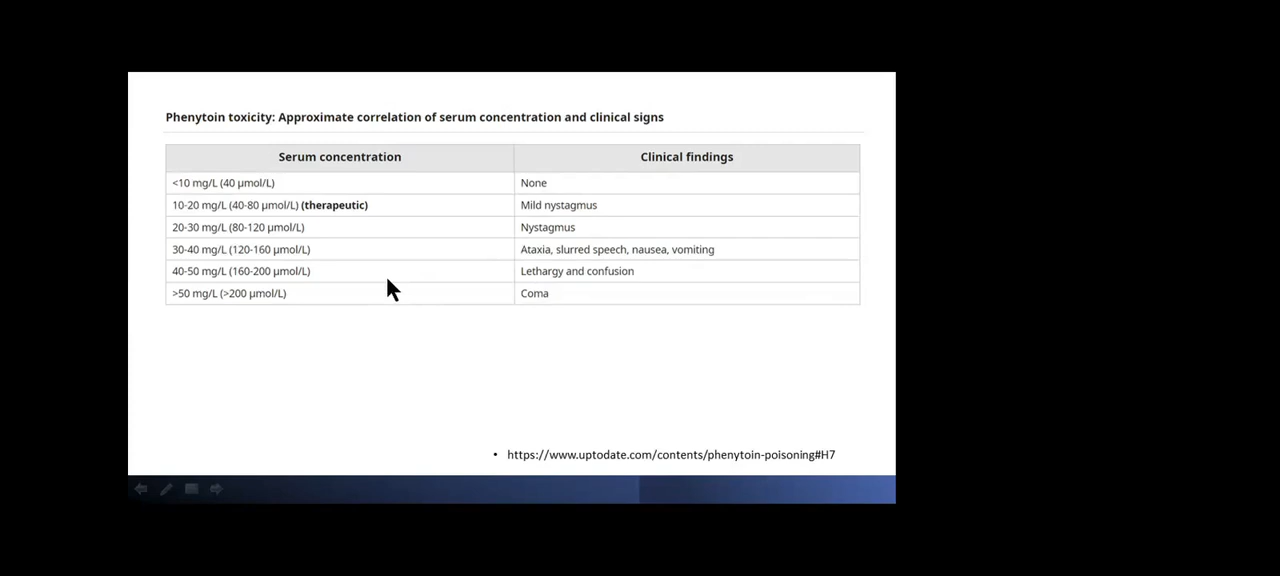 Phenytoin toxicity: Approximate correlation of serum concentration and clinical signs
Serum concentration Clinical findings
<10 mg/L (40 µmol/L) None
10-20 mg/L (40-80 µmol/L) (therapeutic) Mild nystagmus
20-30 mg/L (80-120 µmol/L) Nystagmus
30-40 mg/L (120-160 µmol/L) Ataxia, slurred speech, nausea, vomiting
40-50 mg/L (160-200 µmol/L) Lethargy and confusion
>50 mg/L (>200 µmol/L) Coma
• https://www.uptodate.com/contents/phenytoin-poisoning#H7